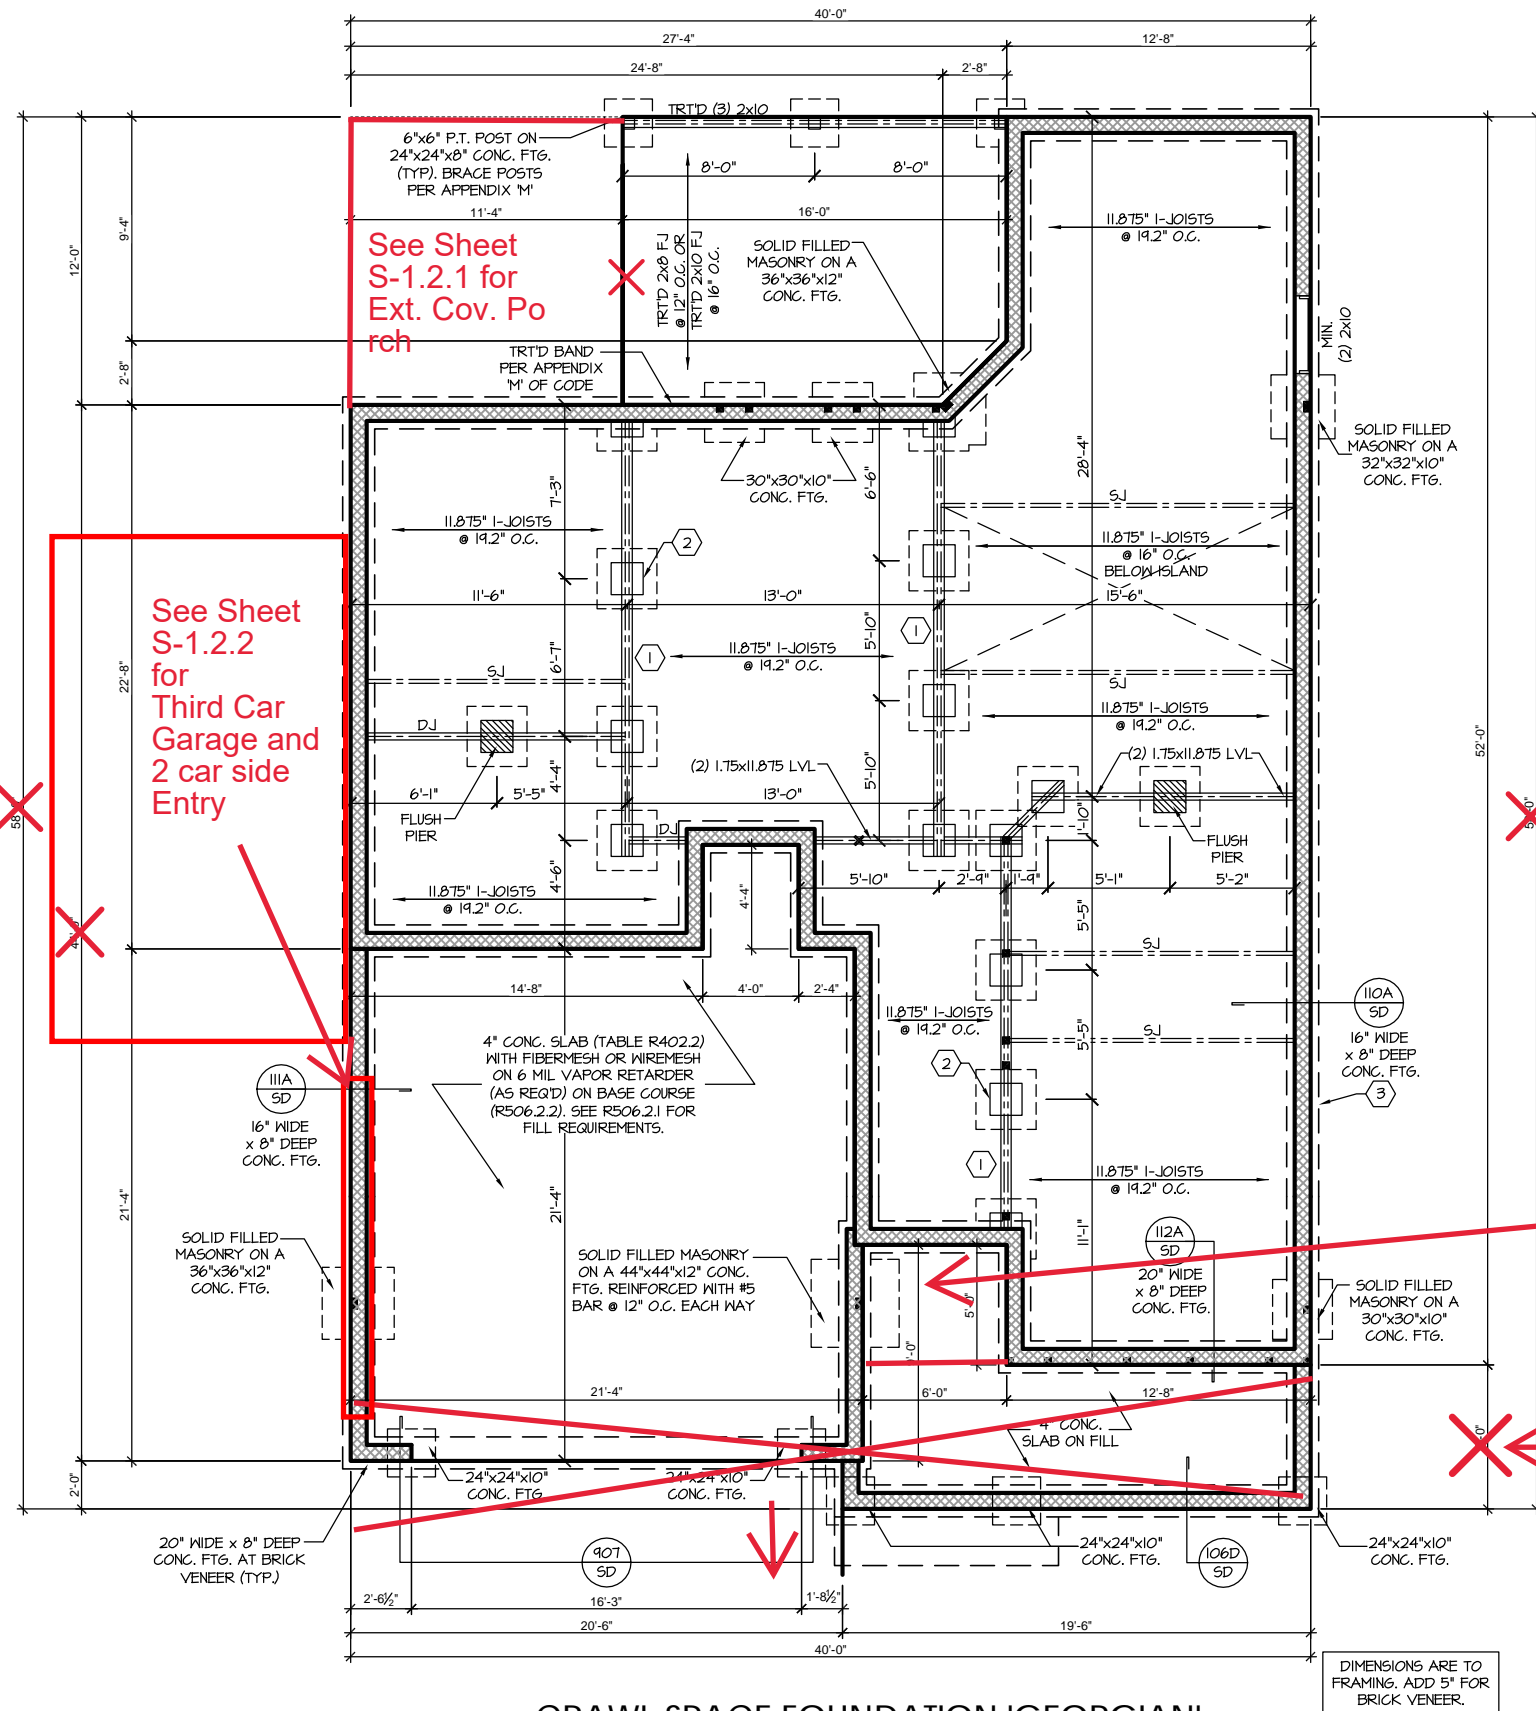 40'-0"
27'-4"
12'-8"
24'-8"
2'-8"
TRT'D (3) 2x10
6"x6" P.T. POST ON
24"x24"x8" CONC. FTG.
(TYP). BRACE POSTS
PER APPENDIX 'M'
8'-0"
8'-0"
11'-4"
16'-0"
See Sheet
S-1.2.1 for
Ext. Cov. Po
rch
TRT'D 2x8 FJ
@ 12" O.C. OR
TRT'D 2x10 FJ
@ 16" O.C.
SOLID FILLED
MASONRY ON A
36"x36"x12"
CONC. FTG.
11.875" I-JOISTS
@ 19.2" O.C.
9'-4"
12'-0"
2'-8"
MIN.
(2) 2x10
TRT'D BAND
PER APPENDIX
'M' OF CODE
SOLID FILLED
MASONRY ON A
32"x32"x10"
CONC. FTG.
30"x30"x10"
CONC. FTG.
7'-3"
6'-6"
28'-4"
SJ
11.875" I-JOISTS
@ 19.2" O.C.
2
11.875" I-JOISTS
@ 16" O.C.
BELOW ISLAND
11'-6"
13'-0"
15'-6"
See Sheet
S-1.2.2
for
Third Car
Garage and
2 car side
Entry
22'-8"
6'-7"
1
11.875" I-JOISTS
@ 19.2" O.C.
5'-10"
1
SJ
SJ
11.875" I-JOISTS
@ 19.2" O.C.
DJ
52'-0"
(2) 1.75x11.875 LVL
(2) 1.75x11.875 LVL
4'-4"
5'-10"
6'-1"
5'-5"
13'-0"
FLUSH
PIER
DJ
1'-10"
FLUSH
PIER
58
11.875" I-JOISTS
@ 19.2" O.C.
4'-6"
4'-4"
5'-10"
2'-9"
1'-9"
5'-1"
5'-2"
5'-5"
SJ
14'-8"
4'-0"
2'-4"
11.875" I-JOISTS
@ 19.2" O.C.
5'-5"
SJ
110A
SD
16" WIDE
x 8" DEEP
CONC. FTG.
3
4" CONC. SLAB (TABLE R402.2)
WITH FIBERMESH OR WIREMESH
ON 6 MIL VAPOR RETARDER
(AS REQ'D) ON BASE COURSE
(R506.2.2). SEE R506.2.1 FOR
FILL REQUIREMENTS.
2
111A
SD
16" WIDE
x 8" DEEP
CONC. FTG.
1
11.875" I-JOISTS
@ 19.2" O.C.
21'-4"
21'-4"
11'-1"
112A
SD
20" WIDE
x 8" DEEP
CONC. FTG.
SOLID FILLED
MASONRY ON A
36"x36"x12"
CONC. FTG.
SOLID FILLED MASONRY
ON A 44"x44"x12" CONC.
FTG. REINFORCED WITH #5
BAR @ 12" O.C. EACH WAY
SOLID FILLED
MASONRY ON A
30"x30"x10"
CONC. FTG.
21'-4"
6'-0"
12'-8"
4" CONC.
SLAB ON FILL
24"x24"x10"
CONC. FTG.
24"x24"x10"
CONC. FTG.
2'-0"
20" WIDE x 8" DEEP
CONC. FTG. AT BRICK
VENEER (TYP.)
907
SD
24"x24"x10"
CONC. FTG.
106D
SD
24"x24"x10"
CONC. FTG.
2'-6½"
16'-3"
1'-8½"
20'-6"
19'-6"
40'-0"
DIMENSIONS ARE TO
FRAMING. ADD 5" FOR
BRICK VENEER.
CRAWL SPACE FOUNDATION 'GEORGIAN'